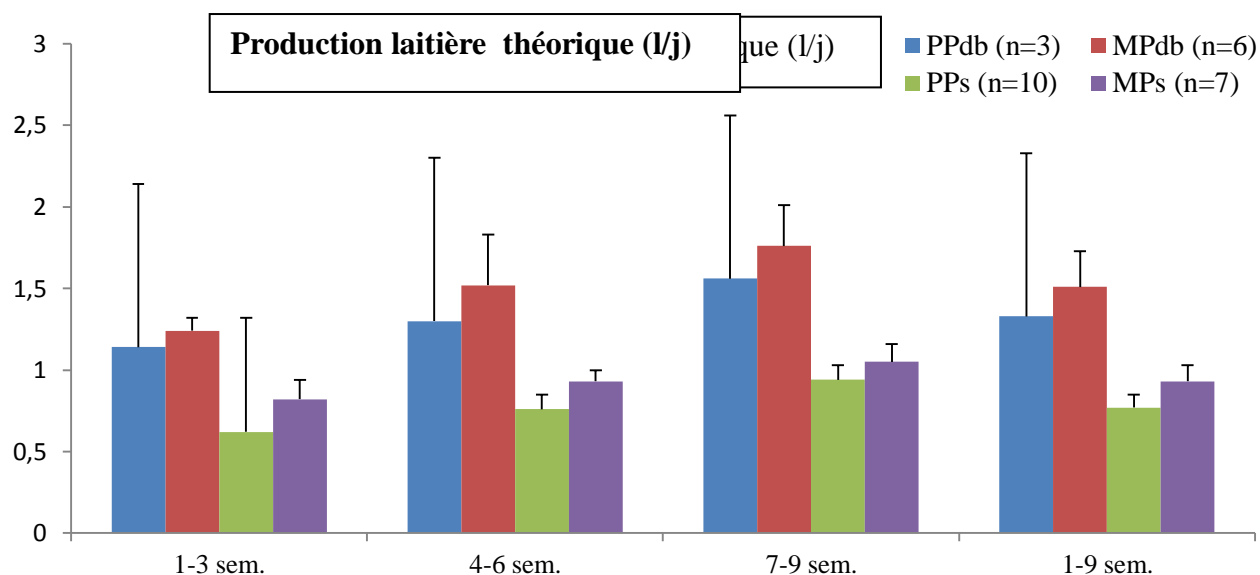 Production laitière théorique (l/j)
que (l/j)
PPdb (n=3) MPdb (n=6)
PPs (n=10) MPs (n=7)
3
2,5
2
1,5
1
0,5
0
1-3 sem. 4-6 sem. 7-9 sem. 1-9 sem.